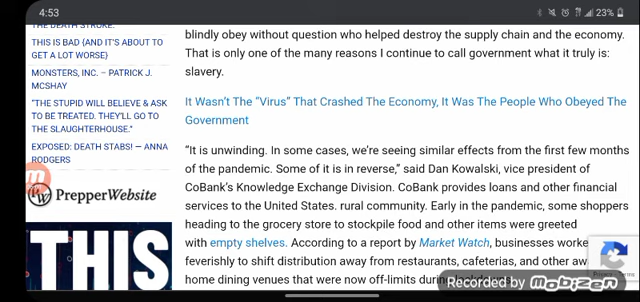 4:53
23%
THE DEATH STROKE.
THIS IS BAD {AND IT'S ABOUT TO
GET A LOT WORSE}
MONSTERS, INC. – PATRICK J.
MCSHAY
"THE STUPID WILL BELIEVE & ASK
TO BE TREATED. THEY'LL GO TO
THE SLAUGHTERHOUSE."
EXPOSED: DEATH STABS! — ANNA
RODGERS
PrepperWebsite
THIS
blindly obey without question who helped destroy the supply chain and the economy.
That is only one of the many reasons I continue to call government what it truly is:
slavery.
It Wasn't The "Virus" That Crashed The Economy, It Was The People Who Obeyed The
Government
"It is unwinding. In some cases, we're seeing similar effects from the first few months
of the pandemic. Some of it is in reverse," said Dan Kowalski, vice president of
CoBank's Knowledge Exchange Division. CoBank provides loans and other financial
services to the United States. rural community. Early in the pandemic, some shoppers
heading to the grocery store to stockpile food and other items were greeted
with empty shelves. According to a report by Market Watch, businesses worke
feverishly to shift distribution away from restaurants, cafeterias, and other aw
home dining venues that were now off-limits
Privacy - Terms
Recorded by Mobizen